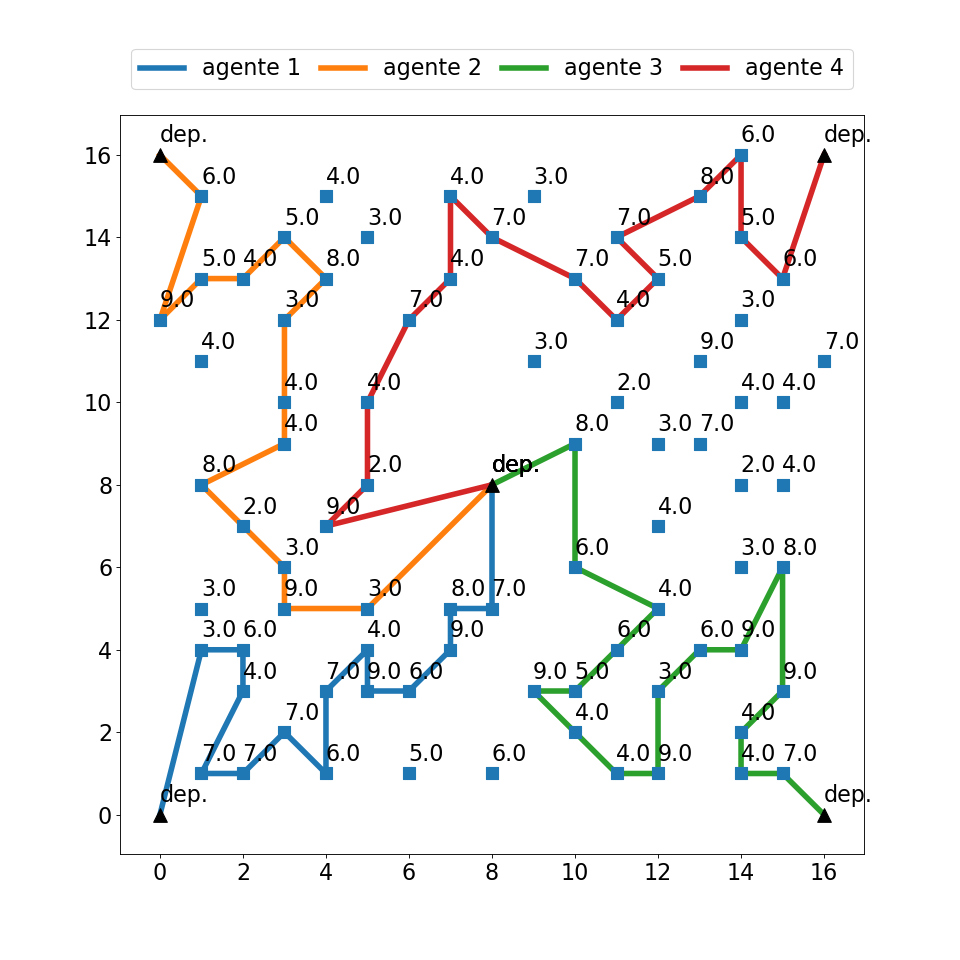 agente 1 agente 2 agente 3 agente 4
dep. 6.0 dep.
16
6.0 4.0 4.0 3.0 8.0
5.0 3.0 7.0 7.0 5.0
14
5.0 4.0 8.0 4.0 7.0 5.0 6.0
9.0 3.0 7.0 4.0 3.0
12
4.0 3.0 9.0 7.0
4.0 4.0 2.0 4.0 4.0
10
4.0 8.0 3.0 7.0
8.0 2.0 dep. 2.0 4.0
8
2.0 9.0 4.0
3.0 6.0 3.0 8.0
6
3.0 9.0 3.0 8.0 7.0 4.0
3.0 6.0 4.0 9.0 6.0 6.0 9.0
4
4.0 7.0 9.0 6.0 9.0 5.0 3.0 9.0
7.0 4.0 4.0
2
7.0 7.0 6.0 5.0 6.0 4.0 9.0 4.0 7.0
dep. dep.
0
0 2 4 6 8 10 12 14 16